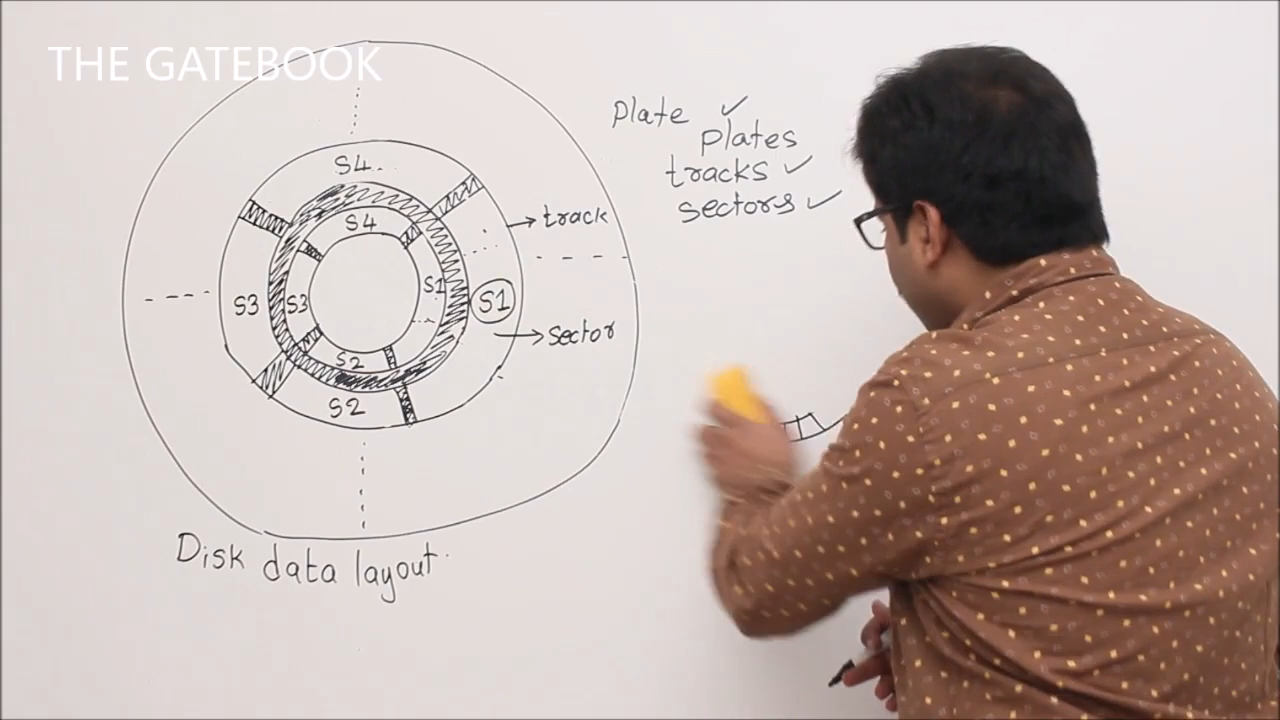 THE GATEBOOK
Plate ✓
plates
tracks ✓
sectors ✓
S4
S4
track
S3
S3
S1
S1
sector
S2
S2
Disk data layout